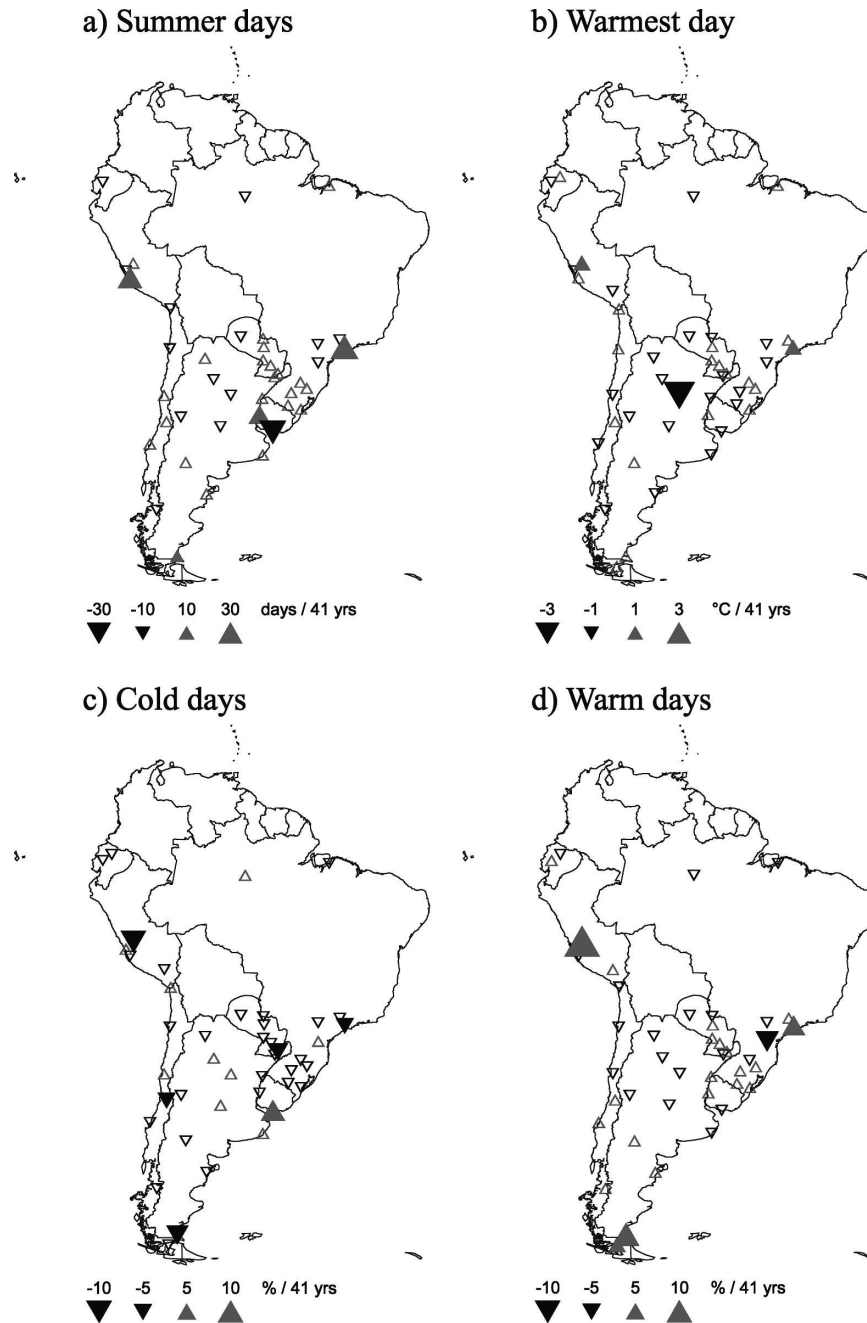 a) Summer days
b) Warmest day
-30 -10 10 30 days / 41 yrs
-3 -1 1 3 °C / 41 yrs
c) Cold days
d) Warm days
-10 -5 5 10 % / 41 yrs
-10 -5 5 10 % / 41 yrs